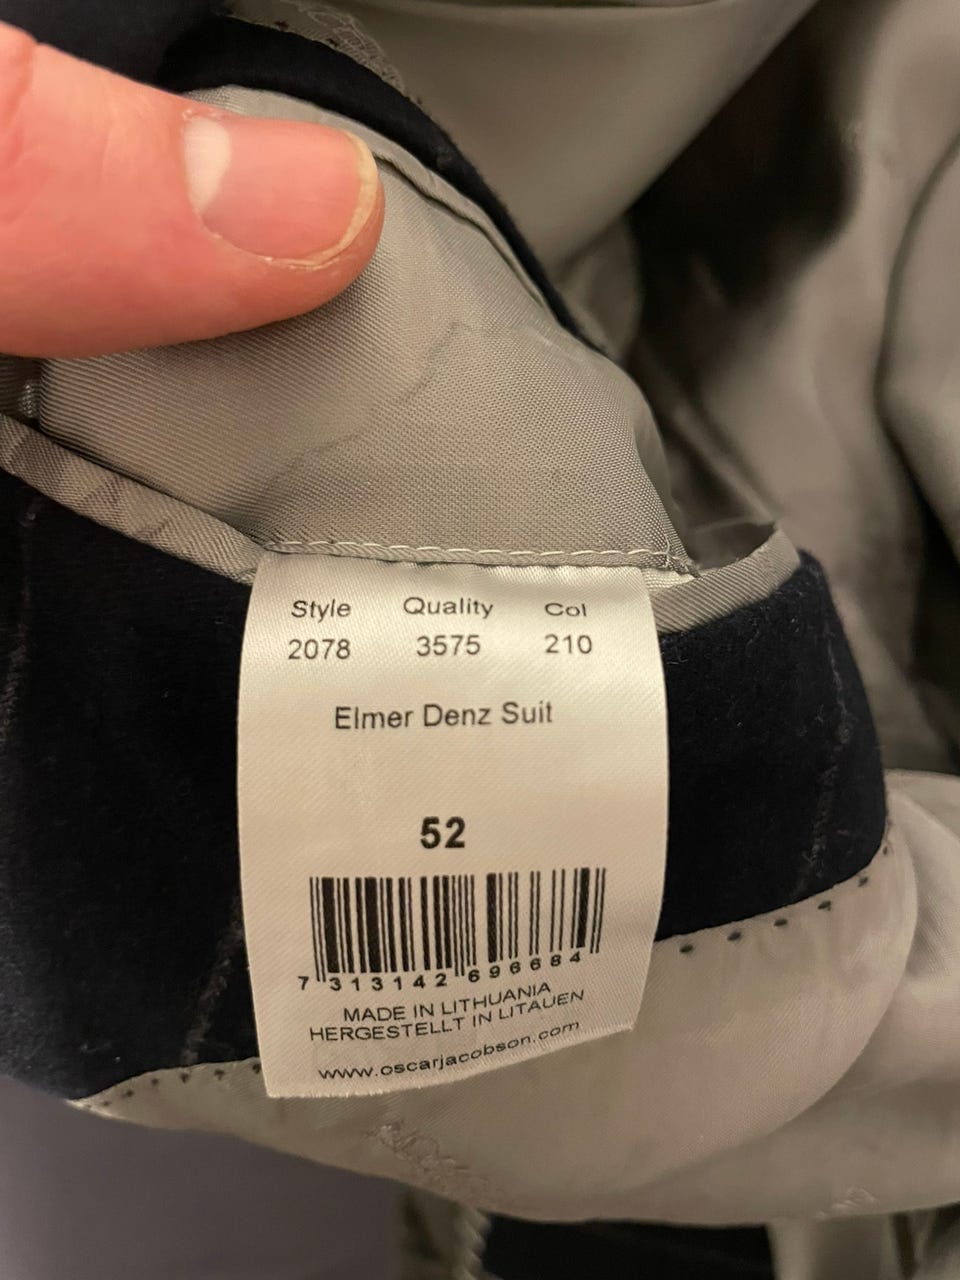 Style Quality Col
2078 3575 210
Elmer Denz Suit
52
7 313142 696684
MADE IN LITHUANIA
HERGESTELLT IN LITAUEN
www.oscarjacobson.com